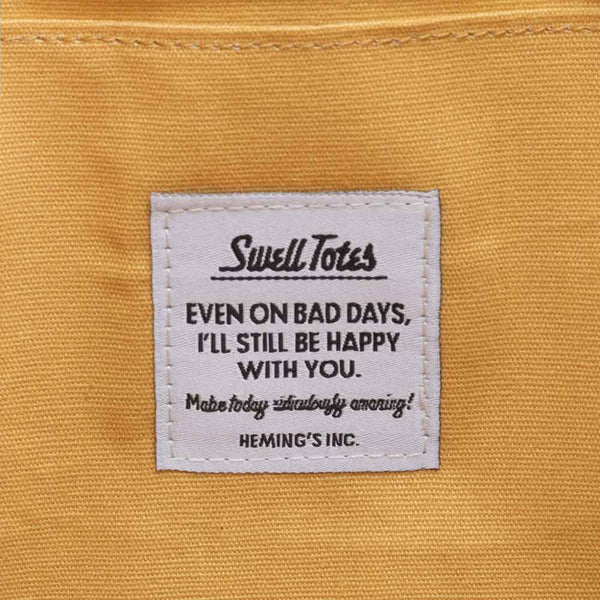 Swell Totes
EVEN ON BAD DAYS,
I'LL STILL BE HAPPY
WITH YOU.
Make today ridiculously amazing!
HEMING'S INC.